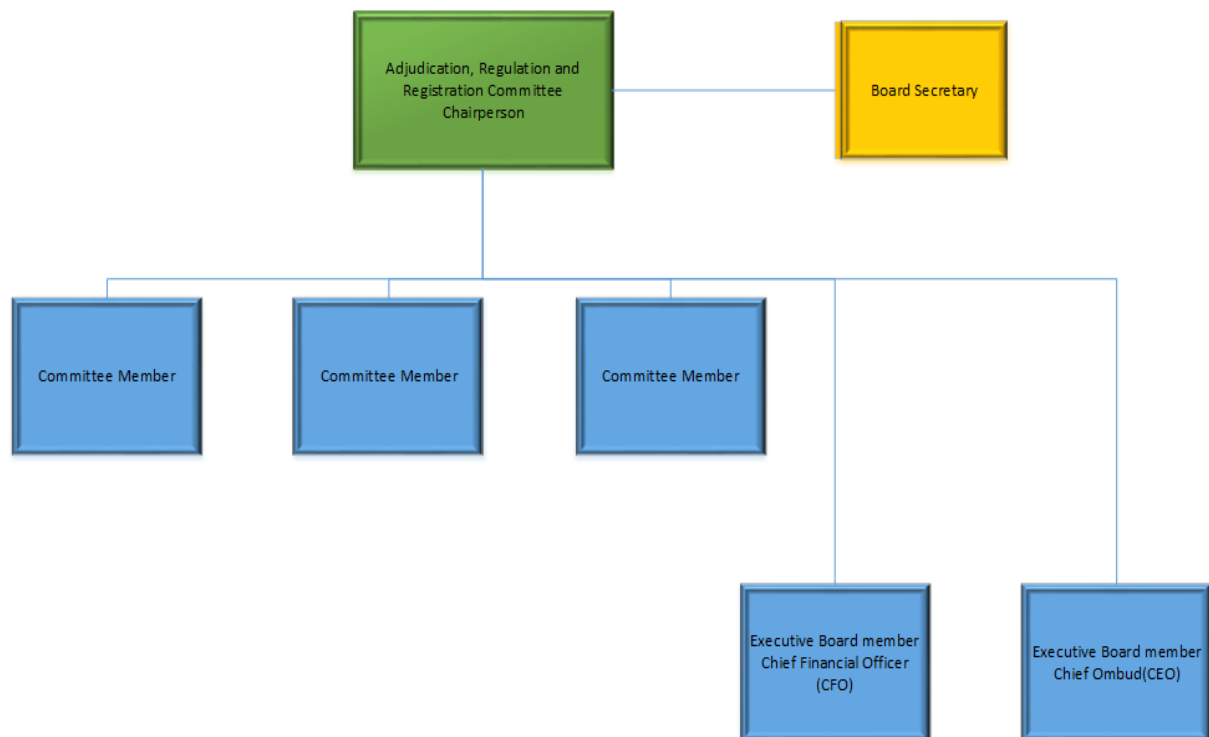 Adjudication, Regulation and
Registration Committee
Chairperson
Board Secretary
Committee Member
Committee Member
Committee Member
Executive Board member
Chief Financial Officer
(CFO)
Executive Board member
Chief Ombud(CEO)